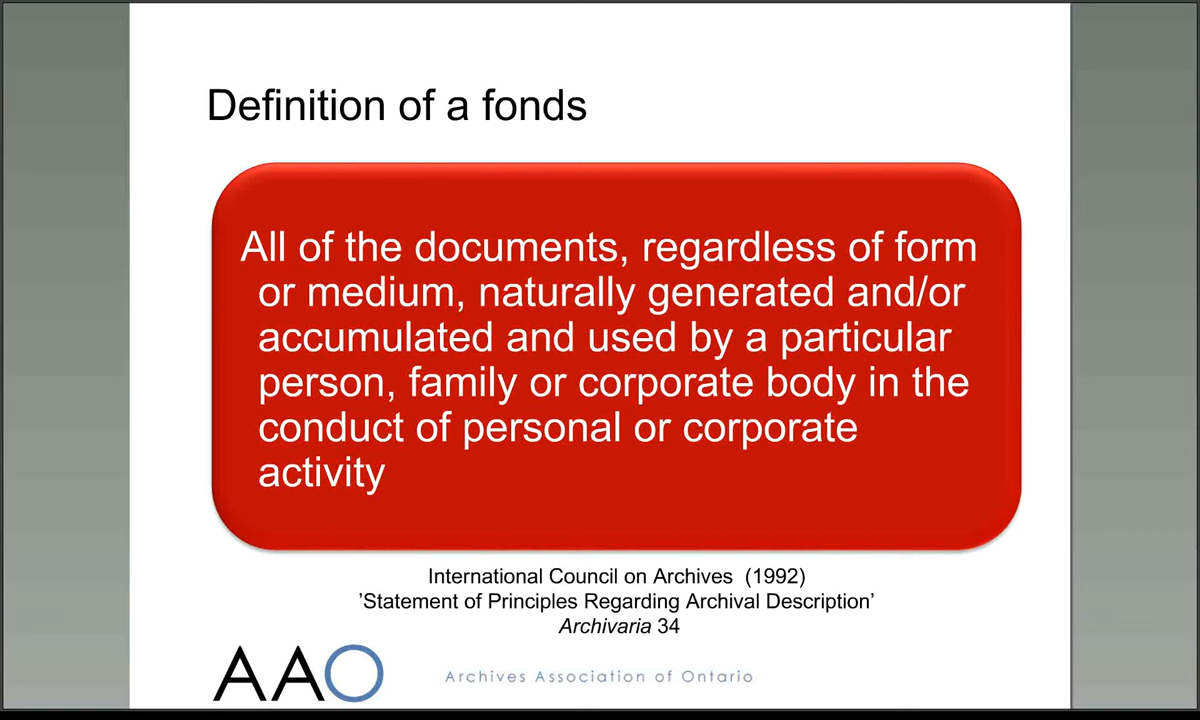 Definition of a fonds
All of the documents, regardless of form
or medium, naturally generated and/or
accumulated and used by a particular
person, family or corporate body in the
conduct of personal or corporate
activity
International Council on Archives (1992)
’Statement of Principles Regarding Archival Description’
Archivaria 34
AAO
Archives Association of Ontario